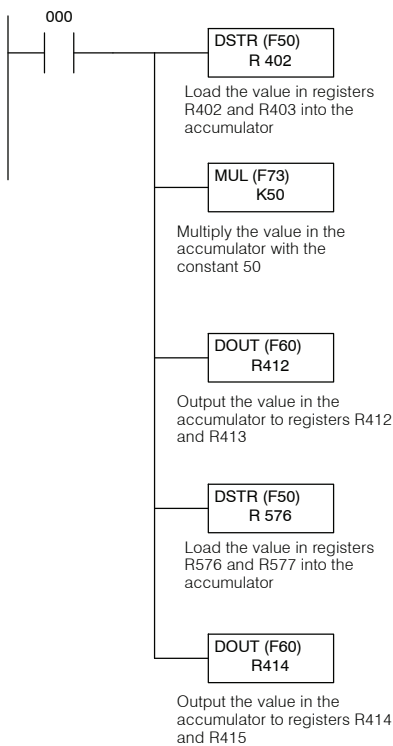 000
DSTR (F50)
R 402
Load the value in registers
R402 and R403 into the
accumulator
MUL (F73)
K50
Multiply the value in the
accumulator with the
constant 50
DOUT (F60)
R412
Output the value in the
accumulator to registers R412
and R413
DSTR (F50)
R 576
Load the value in registers
R576 and R577 into the
accumulator
DOUT (F60)
R414
Output the value in the
accumulator to registers R414
and R415